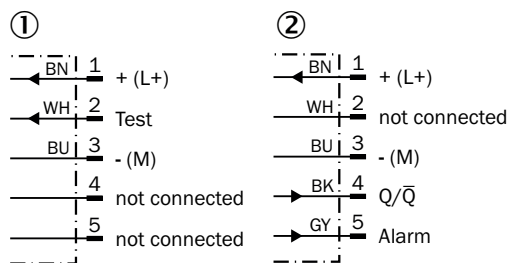 ① ②
BN 1 + (L+)
WH 2 Test
BU 3 - (M)
4 not connected
5 not connected
BN 1 + (L+)
WH 2 not connected
BU 3 - (M)
BK 4 Q/Q̅
GY 5 Alarm